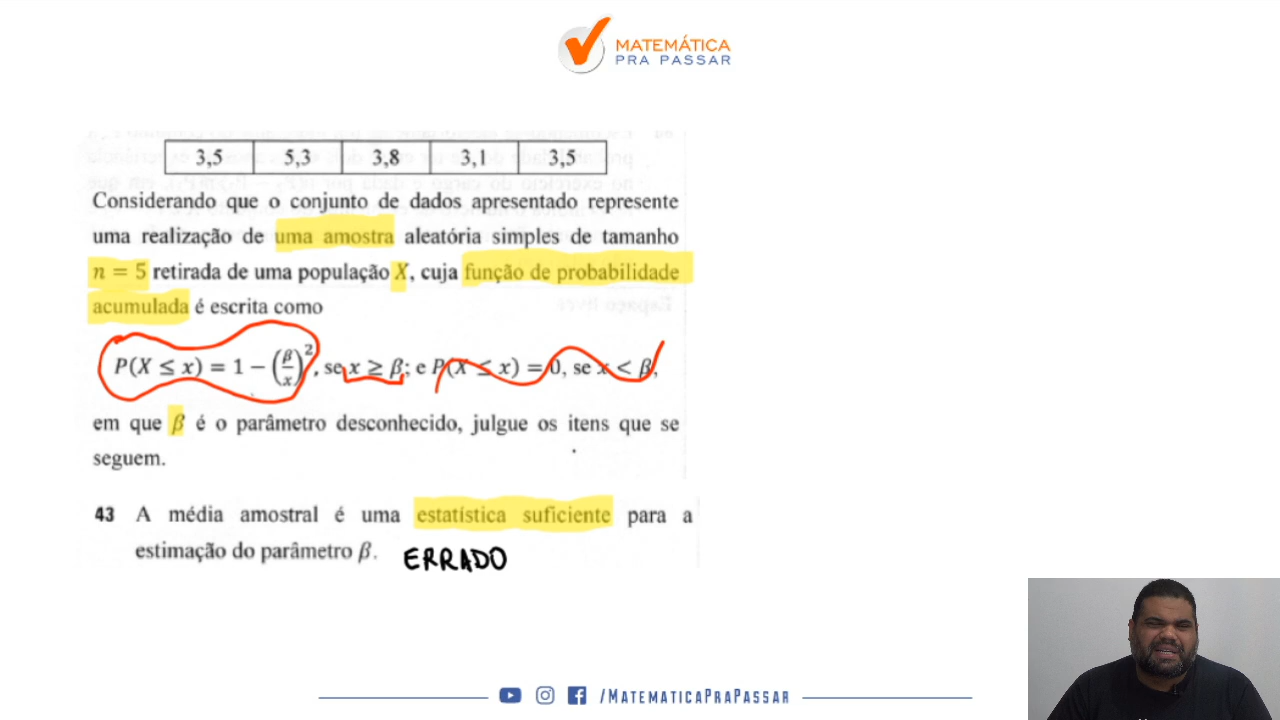 MATEMÁTICA
PRA PASSAR
3,5 5,3 3,8 3,1 3,5
Considerando que o conjunto de dados apresentado represente
uma realização de uma amostra aleatória simples de tamanho
n = 5 retirada de uma população X, cuja função de probabilidade
acumulada é escrita como
P(X ≤ x) = 1 − (β/x)², se x ≥ β; e P(X ≤ x) = 0, se x < β,
em que β é o parâmetro desconhecido, julgue os itens que se
seguem.
43 A média amostral é uma estatística suficiente para a
estimação do parâmetro β. ERRADO
/MATEMATICAPRAPASSAR